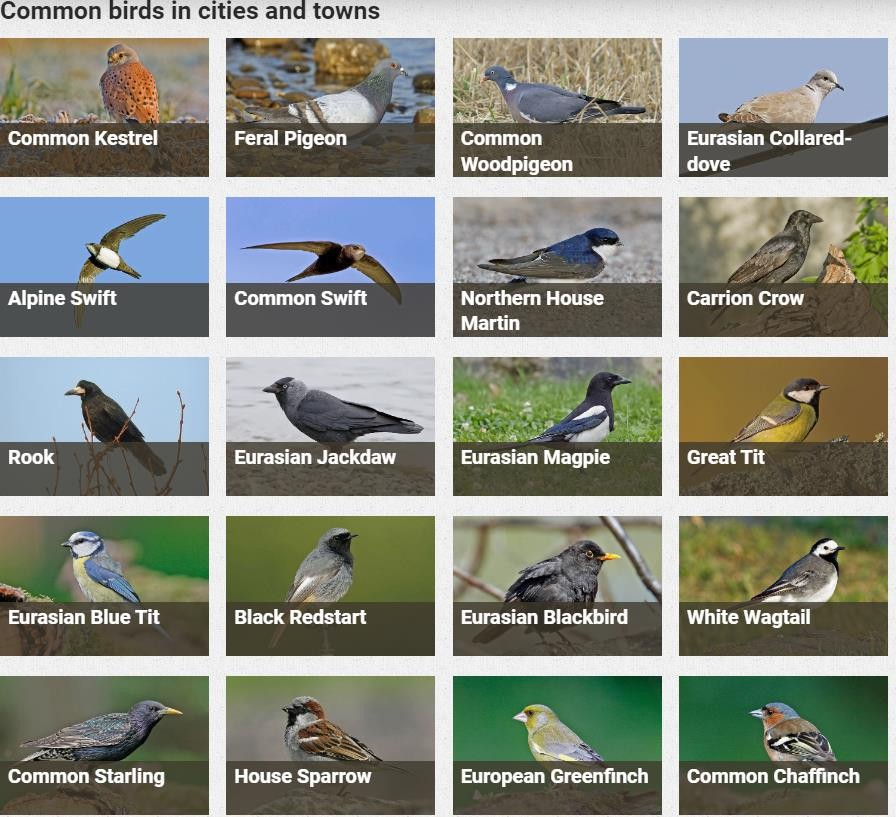 Common birds in cities and towns
Common Kestrel
Feral Pigeon
Common
Woodpigeon
Eurasian Collared-
dove
Alpine Swift
Common Swift
Northern House
Martin
Carrion Crow
Rook
Eurasian Jackdaw
Eurasian Magpie
Great Tit
Eurasian Blue Tit
Black Redstart
Eurasian Blackbird
White Wagtail
Common Starling
House Sparrow
European Greenfinch
Common Chaffinch